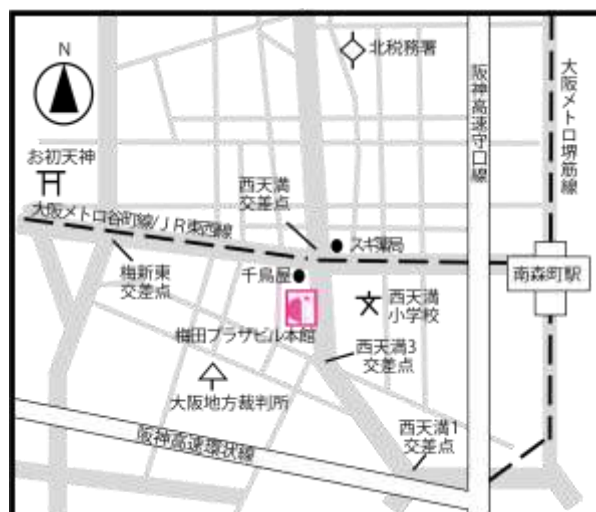 N
北税務署
阪神高速守口線
大阪メトロ堺筋線
お初天神
西天満
交差点
大阪メトロ谷町線/JR東西線
スギ薬局
梅新東
交差点
千鳥屋
南森町駅
西天満
小学校
梅田プラザビル本館
西天満3
交差点
大阪地方裁判所
西天満1
交差点
阪神高速環状線